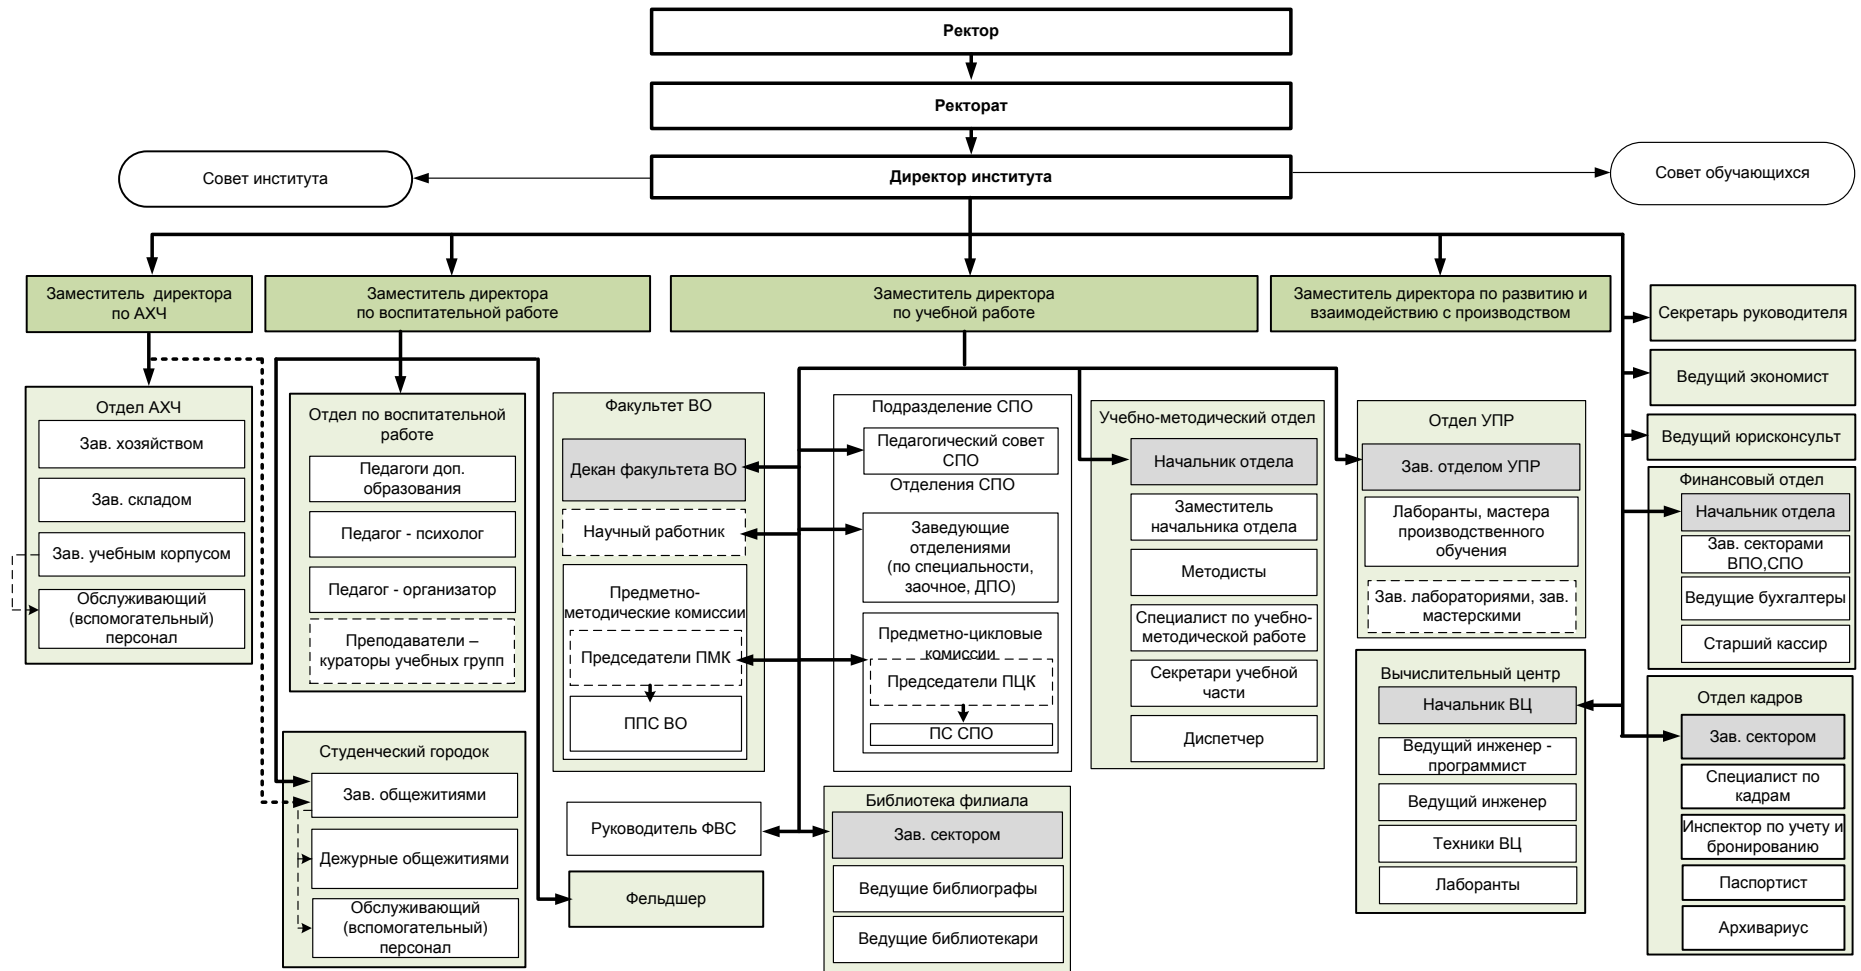 Ректор
Ректорат
Директор института
Совет института
Совет обучающихся
Заместитель директора
по АХЧ
Заместитель директора
по воспитательной работе
Заместитель директора
по учебной работе
Заместитель директора по развитию и
взаимодействию с производством
Секретарь руководителя
Ведущий экономист
Ведущий юрисконсульт
Отдел АХЧ
Зав. хозяйством
Зав. складом
Зав. учебным корпусом
Обслуживающий
(вспомогательный)
персонал
Отдел по воспитательной
работе
Педагоги доп.
образования
Педагог - психолог
Педагог - организатор
Преподаватели –
кураторы учебных групп
Студенческий городок
Зав. общежитиями
Дежурные общежитиями
Обслуживающий
(вспомогательный)
персонал
Факультет ВО
Декан факультета ВО
Научный работник
Предметно-
методические комиссии
Председатели ПМК
ППС ВО
Руководитель ФВС
Фельдшер
Подразделение СПО
Педагогический совет
СПО
Отделения СПО
Заведующие
отделениями
(по специальности,
заочное, ДПО)
Предметно-цикловые
комиссии
Председатели ПЦК
ПС СПО
Библиотека филиала
Зав. сектором
Ведущие библиографы
Ведущие библиотекари
Учебно-методический отдел
Начальник отдела
Заместитель
начальника отдела
Методисты
Специалист по учебно-
методической работе
Секретари учебной
части
Диспетчер
Отдел УПР
Зав. отделом УПР
Лаборанты, мастера
производственного
обучения
Зав. лабораториями, зав.
мастерскими
Вычислительный центр
Начальник ВЦ
Ведущий инженер -
программист
Ведущий инженер
Техники ВЦ
Лаборанты
Финансовый отдел
Начальник отдела
Зав. секторами
ВПО,СПО
Ведущие бухгалтеры
Старший кассир
Отдел кадров
Зав. сектором
Специалист по
кадрам
Инспектор по учету и
бронированию
Паспортист
Архивариус